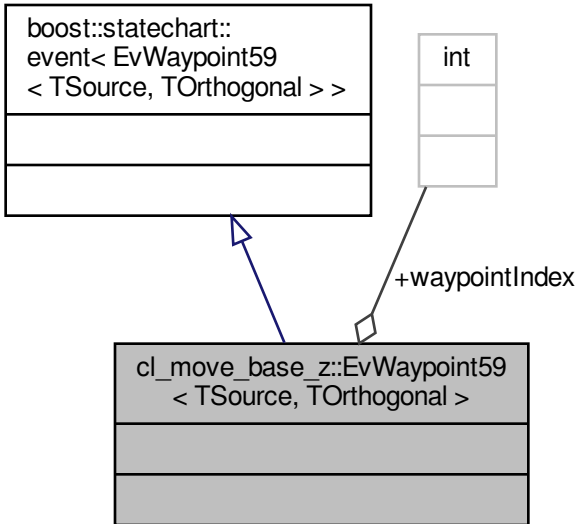 boost::statechart::
event< EvWaypoint59
< TSource, TOrthogonal > >
int
+waypointIndex
cl_move_base_z::EvWaypoint59
< TSource, TOrthogonal >